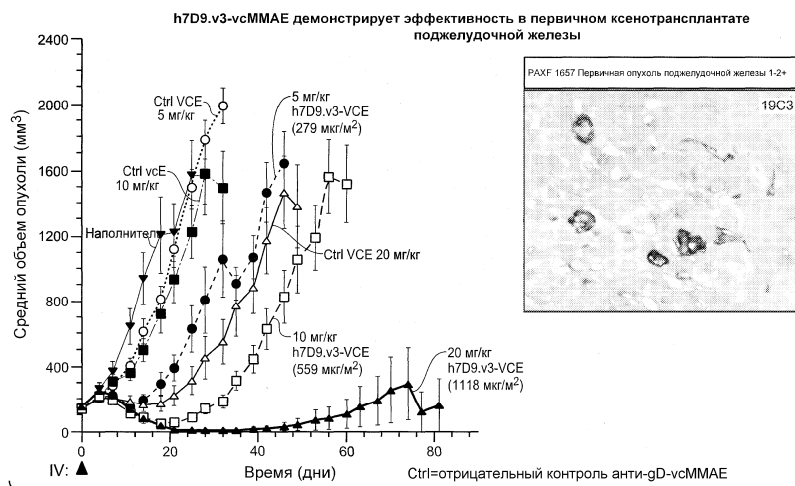 h7D9.v3-vcMMAE демонстрирует эффективность в первичном ксенотрансплантате
поджелудочной железы
Средний объем опухоли (мм3)
2400
2000
1600
1200
800
400
0
Ctrl VCE
5 мг/кг
Ctrl vcE
10 мг/кг
Наполнитель
5 мг/кг
h7D9.v3-VCE
(279 мкг/м2)
Ctrl VCE 20 мг/кг
10 мг/кг
h7D9.v3-VCE
(559 мкг/м2)
20 мг/кг
h7D9.v3-VCE
(1118 мкг/м2)
0 20 40 60 80
IV:
Время (дни)
Ctrl=отрицательный контроль анти-gD-vcMMAE
PAXF 1657 Первичная опухоль поджелудочной железы 1-2+
19C3